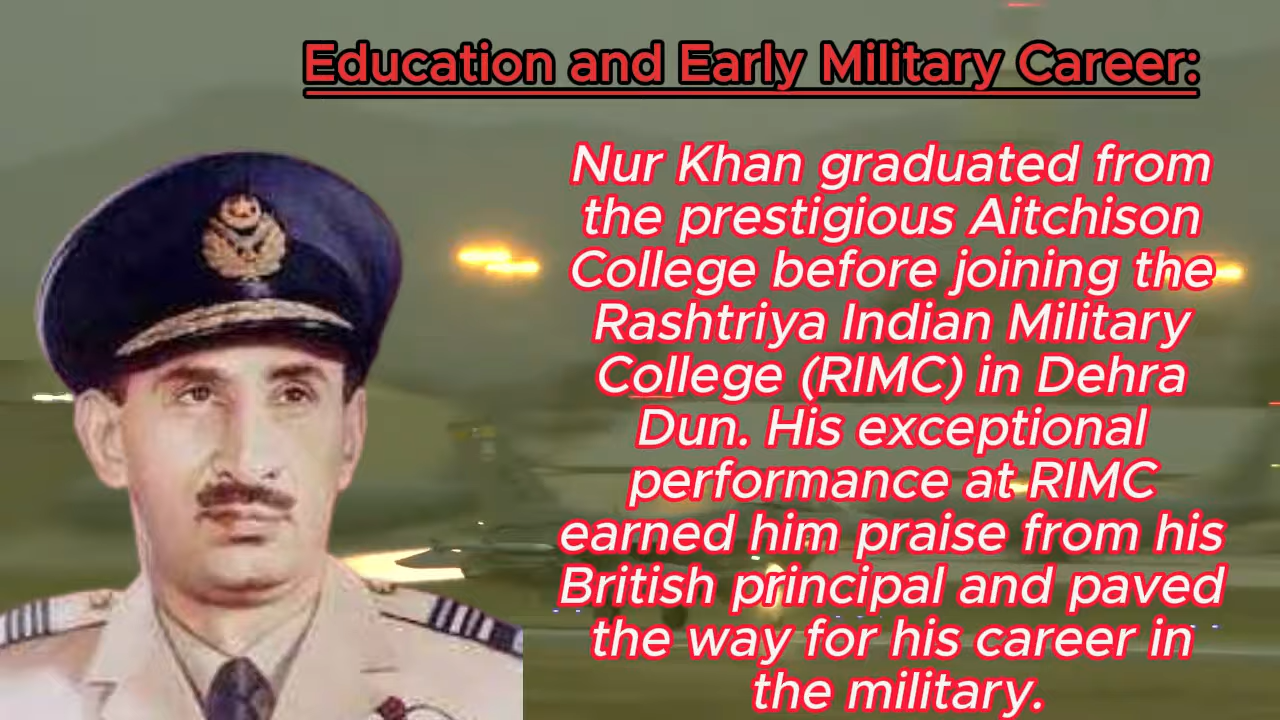 Education and Early Military Career:
Nur Khan graduated from
the prestigious Aitchison
College before joining the
Rashtriya Indian Military
College (RIMC) in Dehra
Dun. His exceptional
performance at RIMC
earned him praise from his
British principal and paved
the way for his career in
the military.